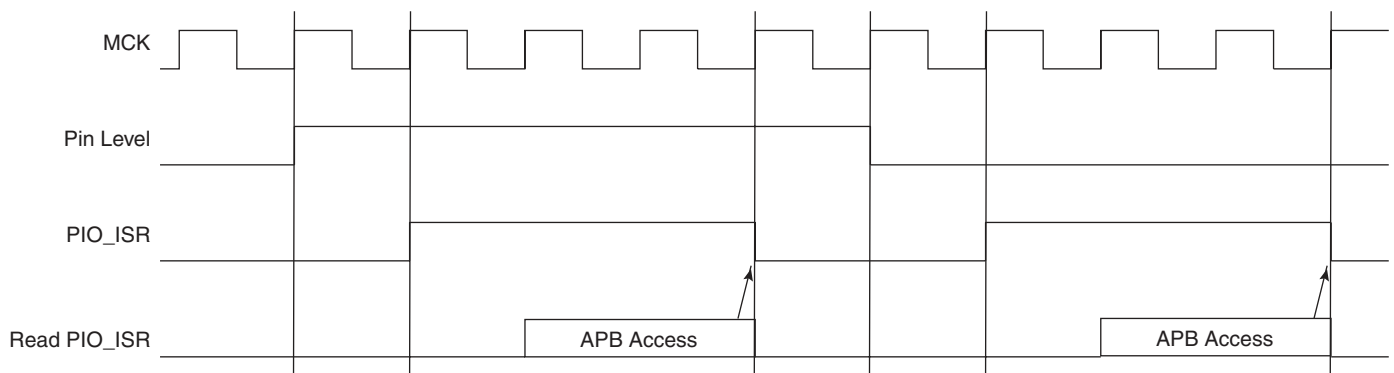 MCK
Pin Level
PIO_ISR
Read PIO_ISR
APB Access
APB Access